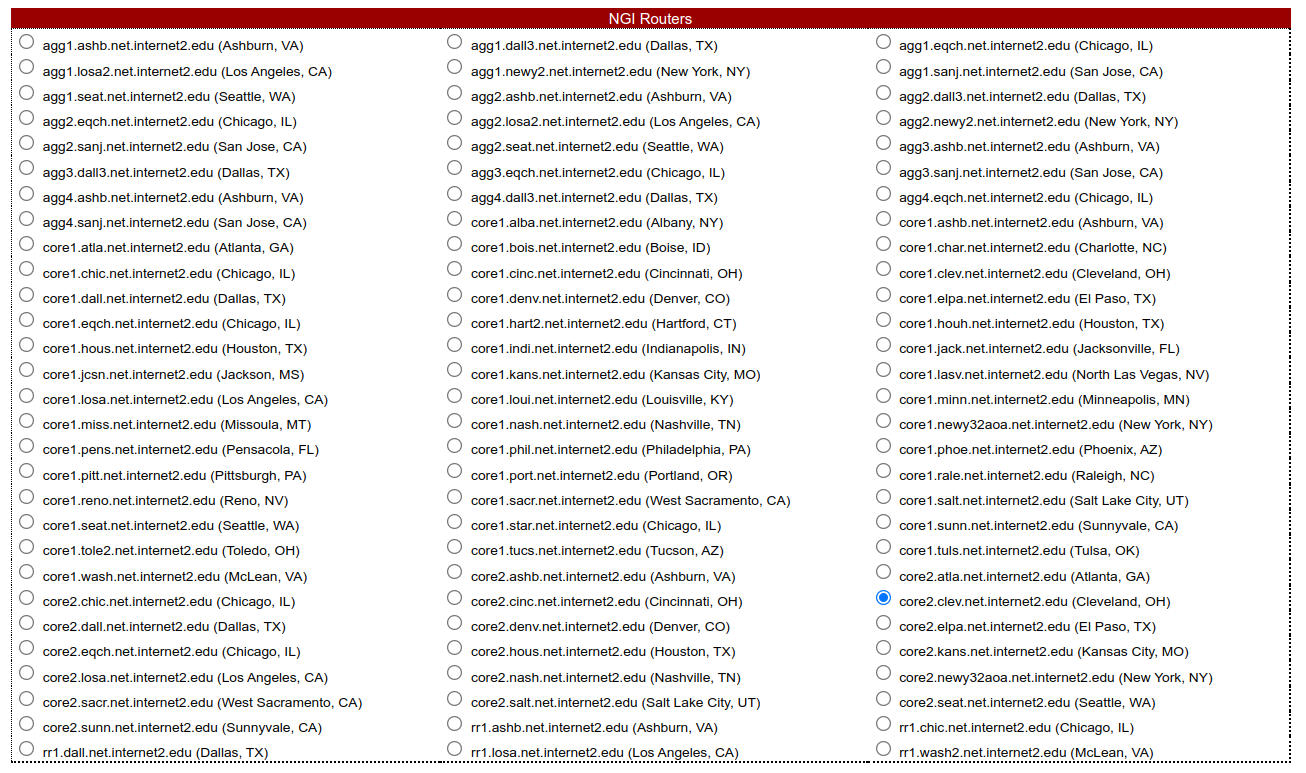 NGI Routers
agg1.ashb.net.internet2.edu (Ashburn, VA) agg1.dall3.net.internet2.edu (Dallas, TX) agg1.eqch.net.internet2.edu (Chicago, IL)
agg1.losa2.net.internet2.edu (Los Angeles, CA) agg1.newy2.net.internet2.edu (New York, NY) agg1.sanj.net.internet2.edu (San Jose, CA)
agg1.seat.net.internet2.edu (Seattle, WA) agg2.ashb.net.internet2.edu (Ashburn, VA) agg2.dall3.net.internet2.edu (Dallas, TX)
agg2.eqch.net.internet2.edu (Chicago, IL) agg2.losa2.net.internet2.edu (Los Angeles, CA) agg2.newy2.net.internet2.edu (New York, NY)
agg2.sanj.net.internet2.edu (San Jose, CA) agg2.seat.net.internet2.edu (Seattle, WA) agg3.ashb.net.internet2.edu (Ashburn, VA)
agg3.dall3.net.internet2.edu (Dallas, TX) agg3.eqch.net.internet2.edu (Chicago, IL) agg3.sanj.net.internet2.edu (San Jose, CA)
agg4.ashb.net.internet2.edu (Ashburn, VA) agg4.dall3.net.internet2.edu (Dallas, TX) agg4.eqch.net.internet2.edu (Chicago, IL)
agg4.sanj.net.internet2.edu (San Jose, CA) core1.alba.net.internet2.edu (Albany, NY) core1.ashb.net.internet2.edu (Ashburn, VA)
core1.atla.net.internet2.edu (Atlanta, GA) core1.bois.net.internet2.edu (Boise, ID) core1.char.net.internet2.edu (Charlotte, NC)
core1.chic.net.internet2.edu (Chicago, IL) core1.cinc.net.internet2.edu (Cincinnati, OH) core1.clev.net.internet2.edu (Cleveland, OH)
core1.dall.net.internet2.edu (Dallas, TX) core1.denv.net.internet2.edu (Denver, CO) core1.elpa.net.internet2.edu (El Paso, TX)
core1.eqch.net.internet2.edu (Chicago, IL) core1.hart2.net.internet2.edu (Hartford, CT) core1.houh.net.internet2.edu (Houston, TX)
core1.hous.net.internet2.edu (Houston, TX) core1.indi.net.internet2.edu (Indianapolis, IN) core1.jack.net.internet2.edu (Jacksonville, FL)
core1.jcsn.net.internet2.edu (Jackson, MS) core1.kans.net.internet2.edu (Kansas City, MO) core1.lasv.net.internet2.edu (North Las Vegas, NV)
core1.losa.net.internet2.edu (Los Angeles, CA) core1.loui.net.internet2.edu (Louisville, KY) core1.minn.net.internet2.edu (Minneapolis, MN)
core1.miss.net.internet2.edu (Missoula, MT) core1.nash.net.internet2.edu (Nashville, TN) core1.newy32aoa.net.internet2.edu (New York, NY)
core1.pens.net.internet2.edu (Pensacola, FL) core1.phil.net.internet2.edu (Philadelphia, PA) core1.phoe.net.internet2.edu (Phoenix, AZ)
core1.pitt.net.internet2.edu (Pittsburgh, PA) core1.port.net.internet2.edu (Portland, OR) core1.rale.net.internet2.edu (Raleigh, NC)
core1.reno.net.internet2.edu (Reno, NV) core1.sacr.net.internet2.edu (West Sacramento, CA) core1.salt.net.internet2.edu (Salt Lake City, UT)
core1.seat.net.internet2.edu (Seattle, WA) core1.star.net.internet2.edu (Chicago, IL) core1.sunn.net.internet2.edu (Sunnyvale, CA)
core1.tole2.net.internet2.edu (Toledo, OH) core1.tucs.net.internet2.edu (Tucson, AZ) core1.tuls.net.internet2.edu (Tulsa, OK)
core1.wash.net.internet2.edu (McLean, VA) core2.ashb.net.internet2.edu (Ashburn, VA) core2.atla.net.internet2.edu (Atlanta, GA)
core2.chic.net.internet2.edu (Chicago, IL) core2.cinc.net.internet2.edu (Cincinnati, OH) core2.clev.net.internet2.edu (Cleveland, OH)
core2.dall.net.internet2.edu (Dallas, TX) core2.denv.net.internet2.edu (Denver, CO) core2.elpa.net.internet2.edu (El Paso, TX)
core2.eqch.net.internet2.edu (Chicago, IL) core2.hous.net.internet2.edu (Houston, TX) core2.kans.net.internet2.edu (Kansas City, MO)
core2.losa.net.internet2.edu (Los Angeles, CA) core2.nash.net.internet2.edu (Nashville, TN) core2.newy32aoa.net.internet2.edu (New York, NY)
core2.sacr.net.internet2.edu (West Sacramento, CA) core2.salt.net.internet2.edu (Salt Lake City, UT) core2.seat.net.internet2.edu (Seattle, WA)
core2.sunn.net.internet2.edu (Sunnyvale, CA) rr1.ashb.net.internet2.edu (Ashburn, VA) rr1.chic.net.internet2.edu (Chicago, IL)
rr1.dall.net.internet2.edu (Dallas, TX) rr1.losa.net.internet2.edu (Los Angeles, CA) rr1.wash2.net.internet2.edu (McLean, VA)